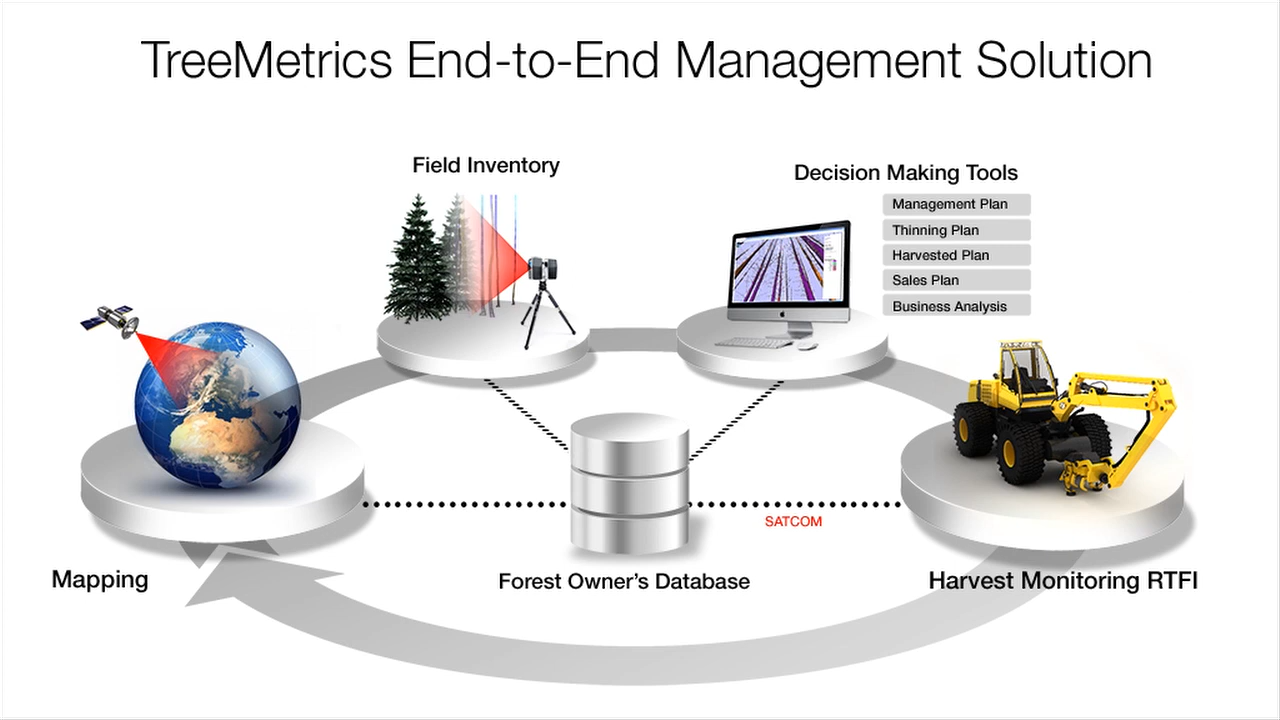 TreeMetrics End-to-End Management Solution
Field Inventory
Decision Making Tools
Management Plan
Thinning Plan
Harvested Plan
Sales Plan
Business Analysis
SATCOM
Mapping
Forest Owner's Database
Harvest Monitoring RTFI